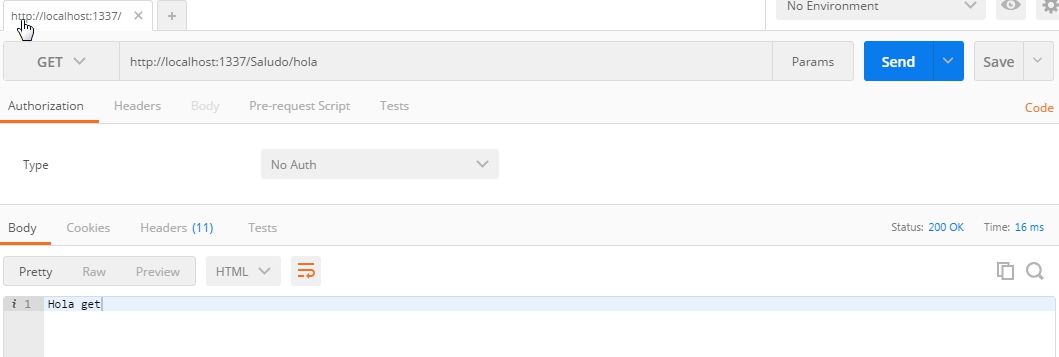 http://localhost:1337/
No Environment
GET http://localhost:1337/Saludo/hola Params Send Save
Authorization Headers Body Pre-request Script Tests
Code
Type No Auth
Body Cookies Headers (11) Tests Status: 200 OK Time: 16 ms
Pretty Raw Preview HTML
i 1 Hola get